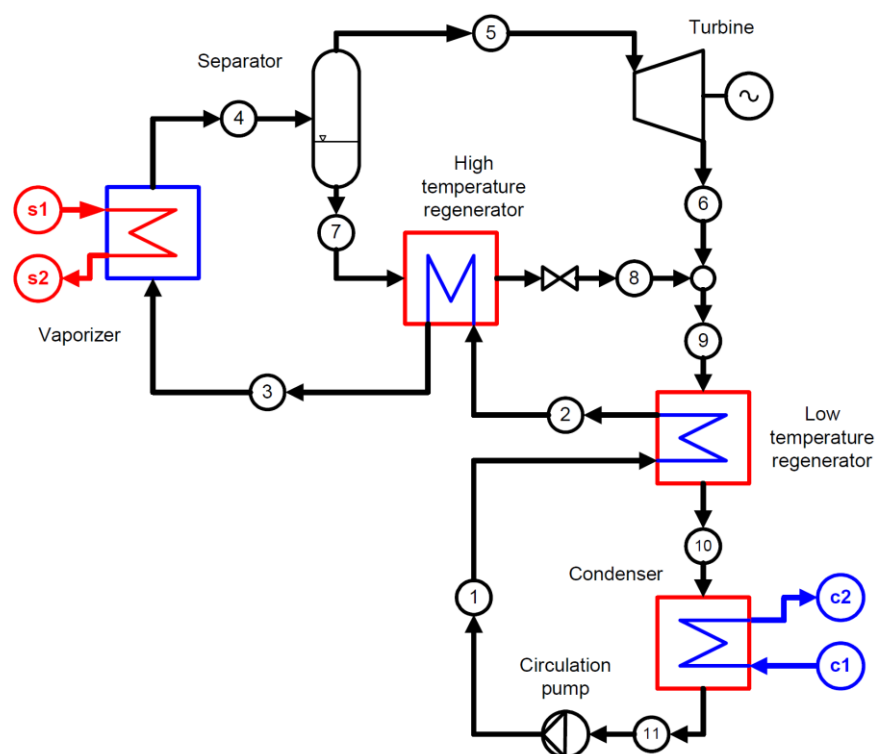 Turbine
5
Separator
4
High
temperature
regenerator
s1
6
7
s2
8
Vaporizer
9
3
2
Low
temperature
regenerator
10
Condenser
1
c2
Circulation
pump
c1
11